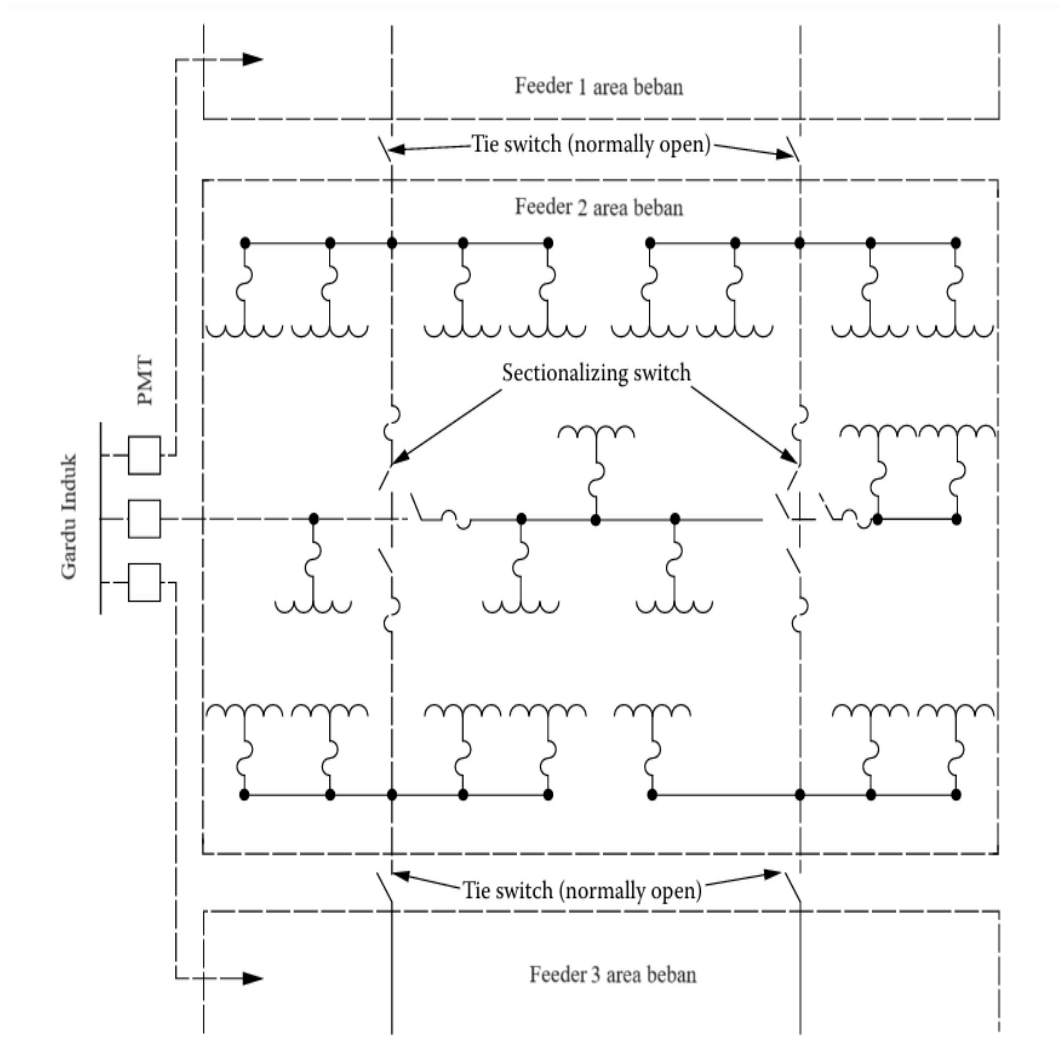 Feeder 1 area beban
Tie switch (normally open)
Feeder 2 area beban
Sectionalizing switch
PMT
Gardu Induk
Tie switch (normally open)
Feeder 3 area beban